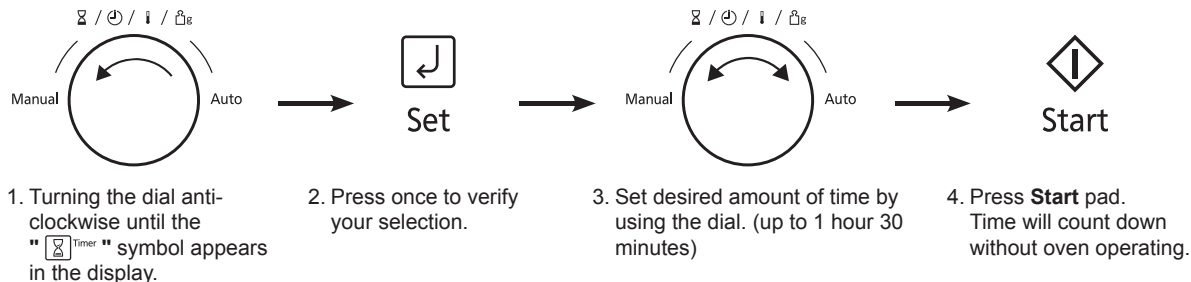 / / / g
Manual Auto
Set
/ / / g
Manual Auto
Start
1. Turning the dial anti-
clockwise until the
" Timer " symbol appears
in the display.
2. Press once to verify
your selection.
3. Set desired amount of time by
using the dial. (up to 1 hour 30
minutes)
4. Press Start pad.
Time will count down
without oven operating.